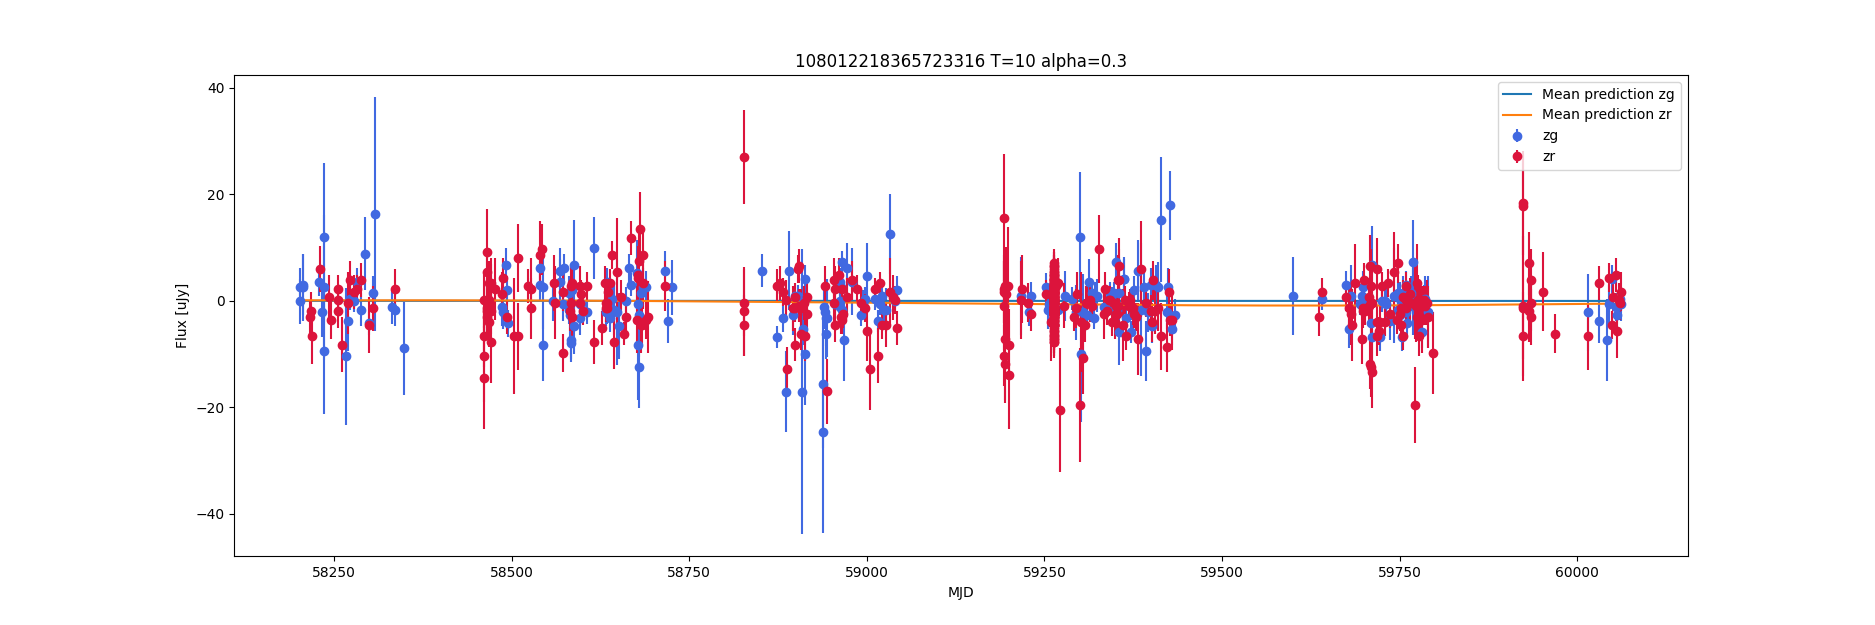 108012218365723316 T=10 alpha=0.3
40
20
0
−20
−40
Flux [uJy]
58250
58500
58750
59000
59250
59500
59750
60000
MJD
Mean prediction zg
Mean prediction zr
zg
zr